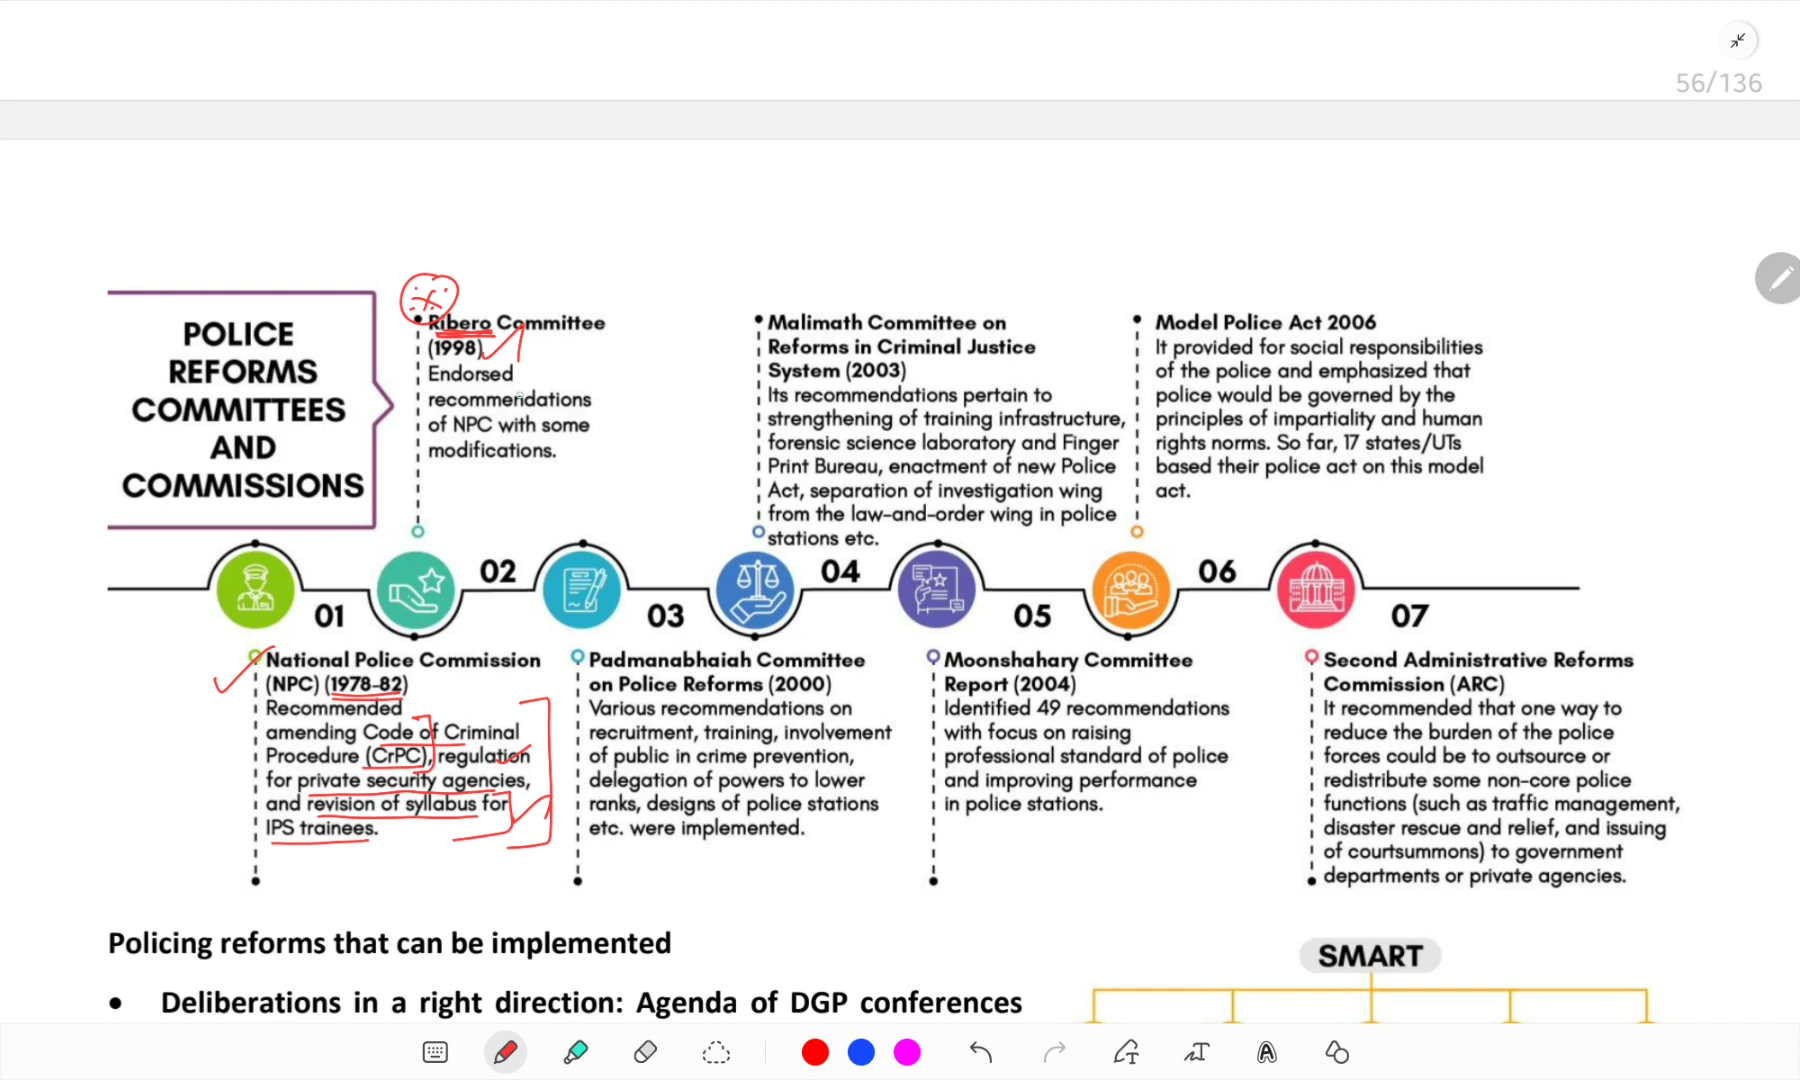 56/136
POLICE
REFORMS
COMMITTEES
AND
COMMISSIONS
Ribero Committee
(1998)
Endorsed
recommendations
of NPC with some
modifications.
Malimath Committee on
Reforms in Criminal Justice
System (2003)
Its recommendations pertain to
strengthening of training infrastructure,
forensic science laboratory and Finger
Print Bureau, enactment of new Police
Act, separation of investigation wing
from the law-and-order wing in police
stations etc.
Model Police Act 2006
It provided for social responsibilities
of the police and emphasized that
police would be governed by the
principles of impartiality and human
rights norms. So far, 17 states/UTs
based their police act on this model
act.
01
02
03
04
05
06
07
National Police Commission
(NPC) (1978-82)
Recommended
amending Code of Criminal
Procedure (CrPC), regulation
for private security agencies,
and revision of syllabus for
IPS trainees.
Padmanabhaiah Committee
on Police Reforms (2000)
Various recommendations on
recruitment, training, involvement
of public in crime prevention,
delegation of powers to lower
ranks, designs of police stations
etc. were implemented.
Moonshahary Committee
Report (2004)
Identified 49 recommendations
with focus on raising
professional standard of police
and improving performance
in police stations.
Second Administrative Reforms
Commission (ARC)
It recommended that one way to
reduce the burden of the police
forces could be to outsource or
redistribute some non-core police
functions (such as traffic management,
disaster rescue and relief, and issuing
of courtsummons) to government
departments or private agencies.
Policing reforms that can be implemented
• Deliberations in a right direction: Agenda of DGP conferences
SMART